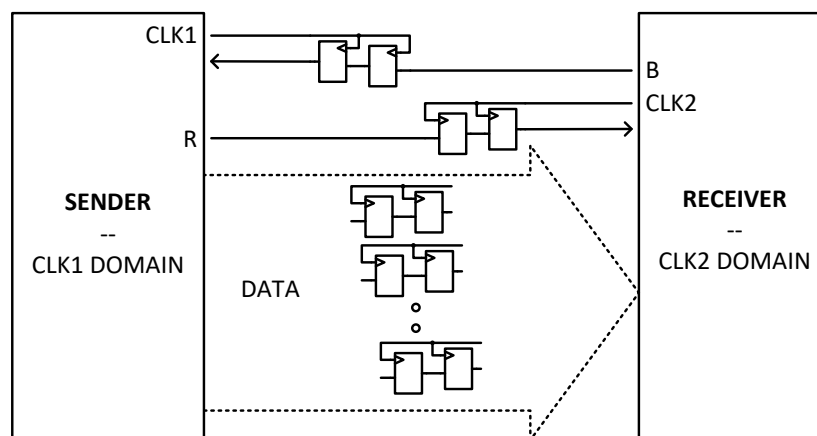 CLK1
B
CLK2
R
SENDER
--
CLK1 DOMAIN
DATA
RECEIVER
--
CLK2 DOMAIN